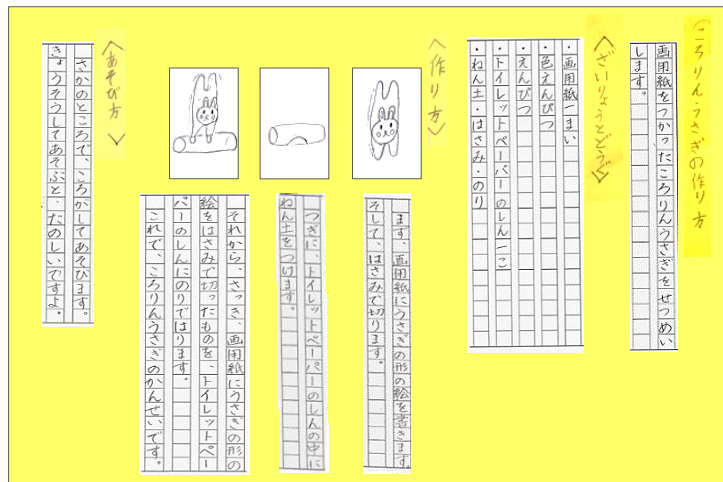 ころりんうさぎの作り方
画用紙をつかったころりんうさぎをせつめい
します。
〈ざいりょうとどうぐ〉
・画用紙一まい
・色えんぴつ
・えんぴつ
・トイレットペーパーのしん一こ
・ねん土・はさみ・のり
〈作り方〉
まず、画用紙にうさぎの形の絵を書きます。
そして、はさみで切ります。
つぎに、トイレットペーパーのしんの中に
ねん土をつけます。
それから、さっき、画用紙にうさぎの形の
絵をはさみで切ったものを、トイレットペー
パーのしんにのりではります。
これで、ころりんうさぎのかんせいです。
〈あそび方〉
さかのところで、ころがしてあそびます。
きょうそうしてあそぶと、たのしいですよ。